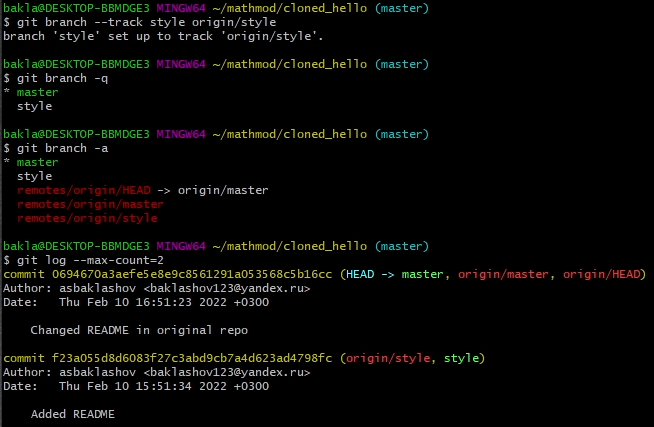 bakla@DESKTOP-BBMDGE3 MINGW64 ~/mathmod/cloned_hello (master)
$ git branch --track style origin/style
branch 'style' set up to track 'origin/style'.
bakla@DESKTOP-BBMDGE3 MINGW64 ~/mathmod/cloned_hello (master)
$ git branch -q
* master
style
bakla@DESKTOP-BBMDGE3 MINGW64 ~/mathmod/cloned_hello (master)
$ git branch -a
* master
style
remotes/origin/HEAD -> origin/master
remotes/origin/master
remotes/origin/style
bakla@DESKTOP-BBMDGE3 MINGW64 ~/mathmod/cloned_hello (master)
$ git log --max-count=2
commit 0694670a3aefe5e8e9c8561291a053568c5b16cc (HEAD -> master, origin/master, origin/HEAD)
Author: asbaklashov <baklashov123@yandex.ru>
Date:   Thu Feb 10 16:51:23 2022 +0300
Changed README in original repo
commit f23a055d8d6083f27c3abd9cb7a4d623ad4798fc (origin/style, style)
Author: asbaklashov <baklashov123@yandex.ru>
Date:   Thu Feb 10 15:51:34 2022 +0300
Added README